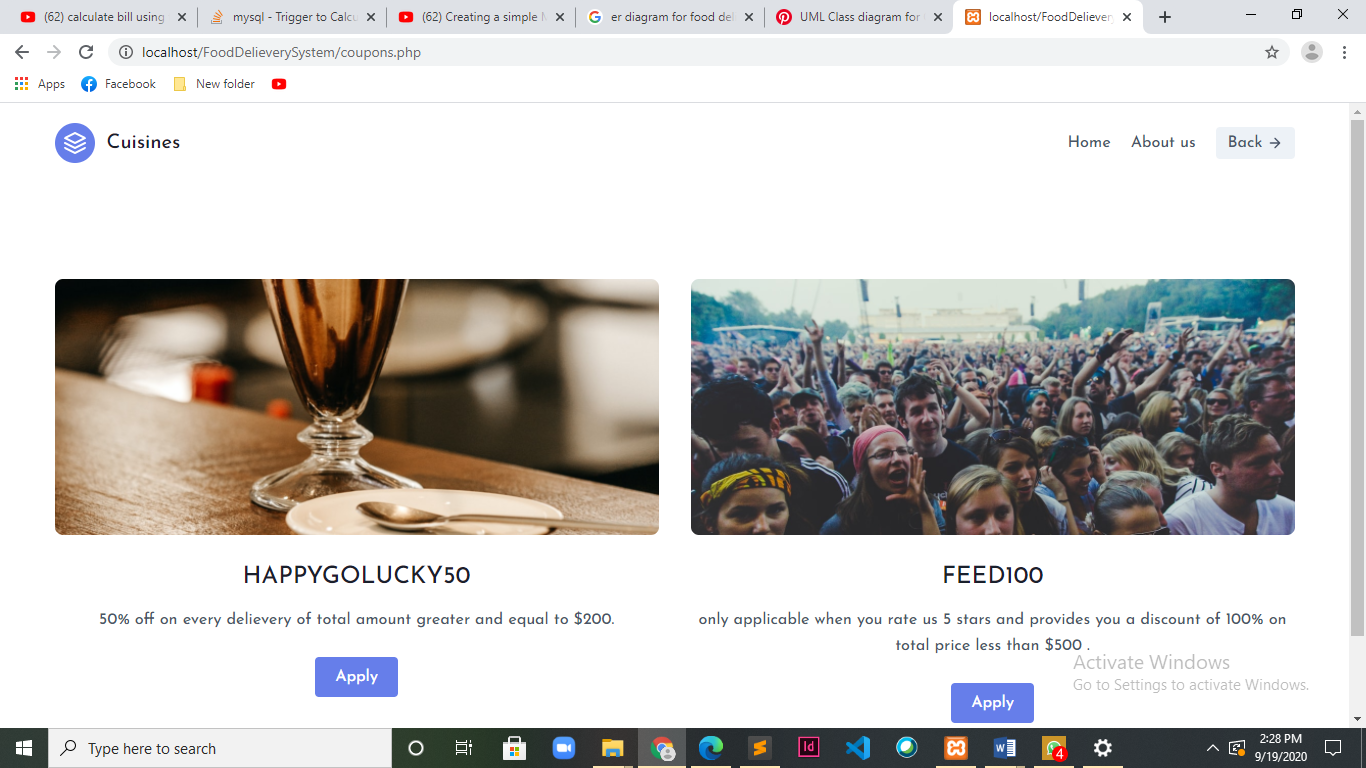 (62) calculate bill using
mysql - Trigger to Calcu
(62) Creating a simple M
er diagram for food deli
UML Class diagram for
localhost/FoodDelievery
localhost/FoodDelieverySystem/coupons.php
Apps
Facebook
New folder
Cuisines
Home
About us
Back →
HAPPYGOLUCKY50
50% off on every delievery of total amount greater and equal to $200.
Apply
FEED100
only applicable when you rate us 5 stars and provides you a discount of 100% on
total price less than $500 .
Apply
Activate Windows
Go to Settings to activate Windows.
Type here to search
Id
4
2:28 PM
9/19/2020